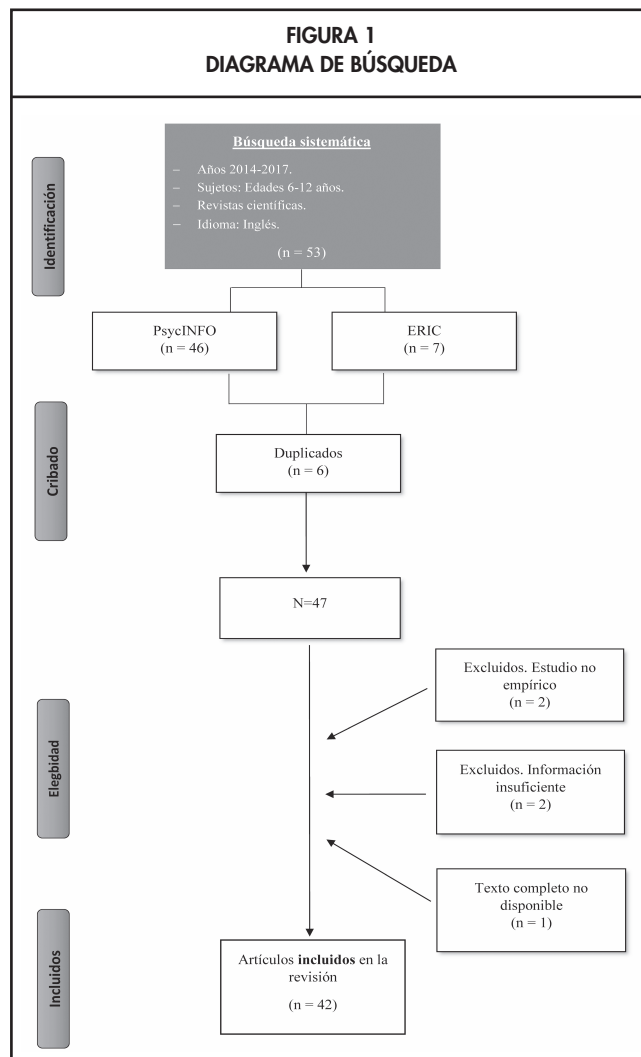 FIGURA 1
DIAGRAMA DE BÚSQUEDA
Identificación
Búsqueda sistemática
– Años 2014-2017.
– Sujetos: Edades 6-12 años.
– Revistas científicas.
– Idioma: Inglés.
(n = 53)
PsycINFO
(n = 46)
ERIC
(n = 7)
Cribado
Duplicados
(n = 6)
N=47
Elegbidad
Excluidos. Estudio no
empírico
(n = 2)
Excluidos. Información
insuficiente
(n = 2)
Texto completo no
disponible
(n = 1)
Incluidos
Artículos incluidos en la
revisión
(n = 42)